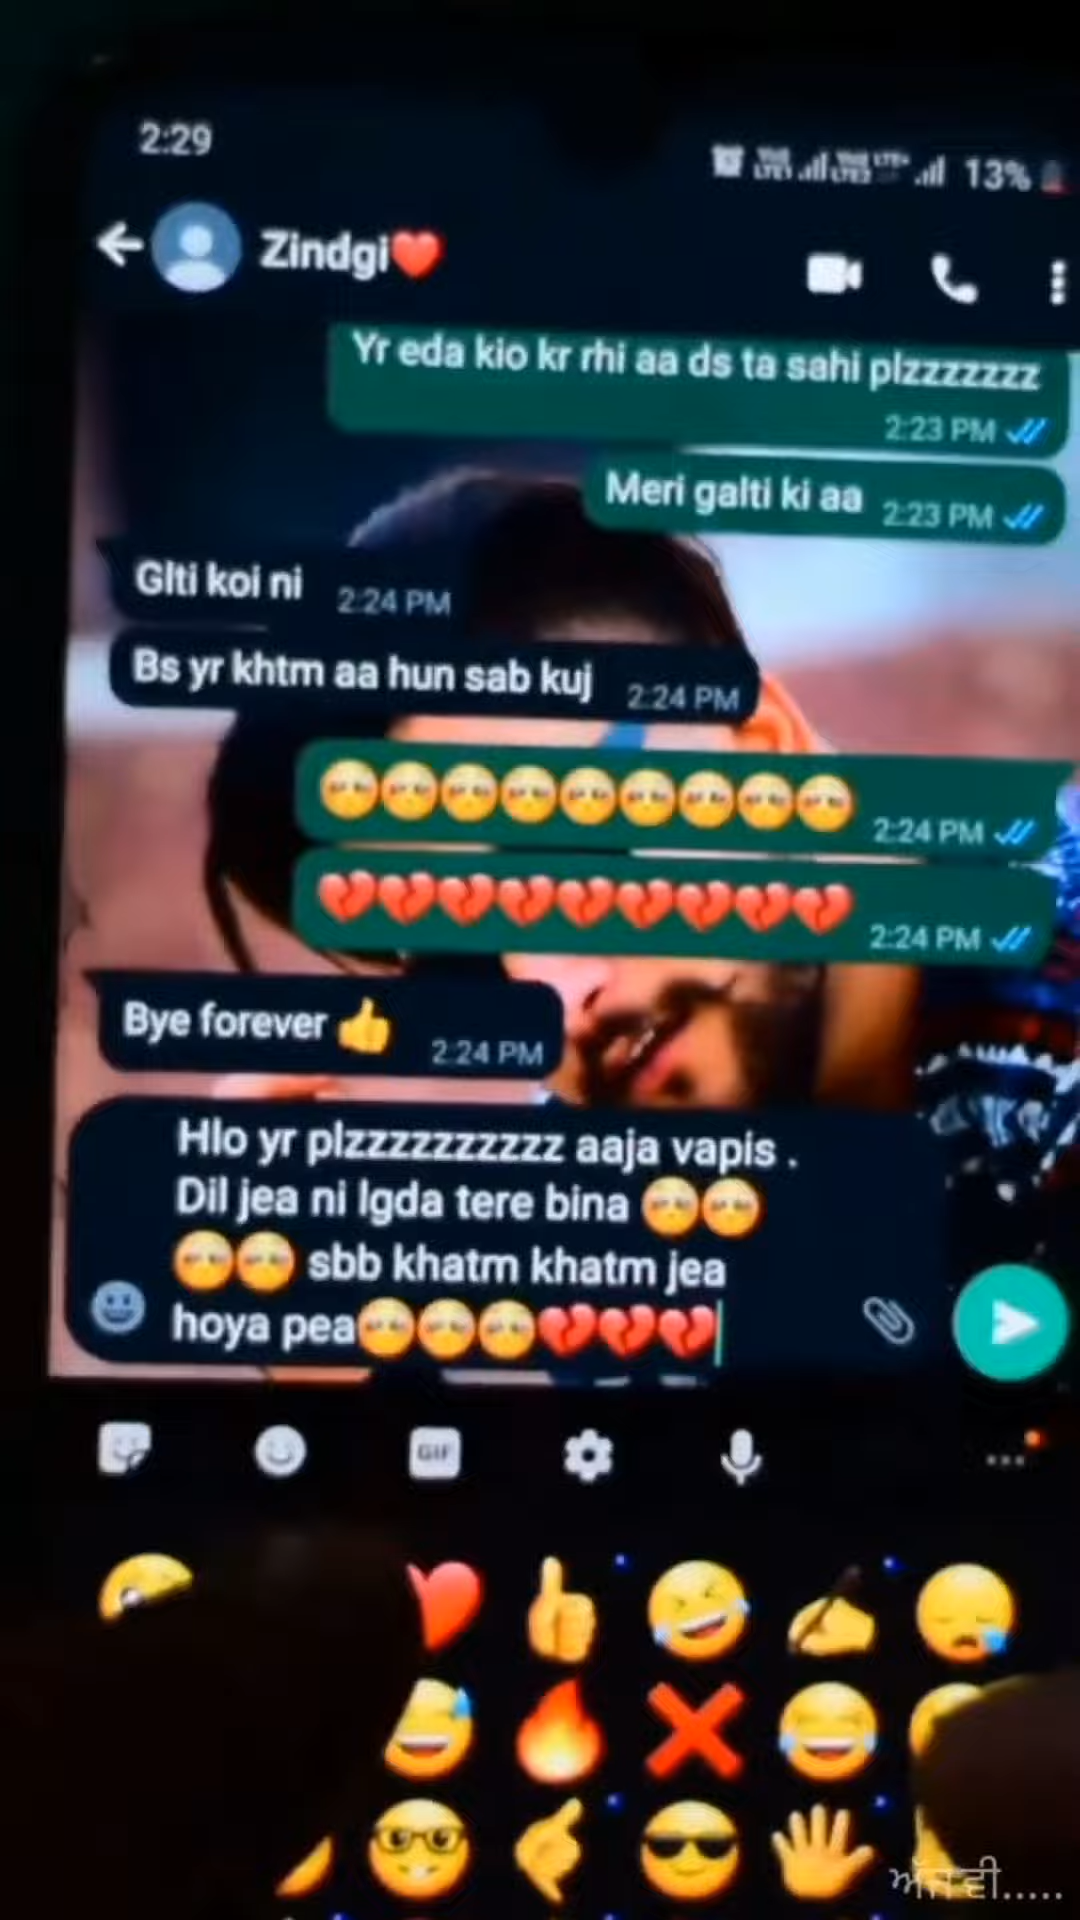 2:29
13%
Zindgi❤️
Yr eda kio kr rhi aa ds ta sahi plzzzzzzz
2:23 PM
Meri galti ki aa 2:23 PM
Glti koi ni 2:24 PM
Bs yr khtm aa hun sab kuj 2:24 PM
🥺🥺🥺🥺🥺🥺🥺🥺🥺 2:24 PM
💔💔💔💔💔💔💔💔💔 2:24 PM
Bye forever 👍 2:24 PM
Hlo yr plzzzzzzzzzz aaja vapis .
Dil jea ni lgda tere bina 🥺🥺
🥺🥺 sbb khatm khatm jea
hoya pea🥺🥺🥺💔💔💔
GIF
ਅੱਜ ਵੀ.....